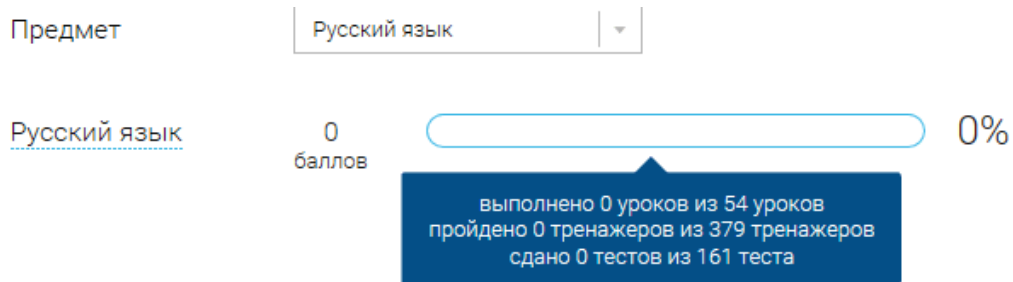 Предмет
Русский язык
Русский язык
0
баллов
0%
выполнено 0 уроков из 54 уроков
пройдено 0 тренажеров из 379 тренажеров
сдано 0 тестов из 161 теста